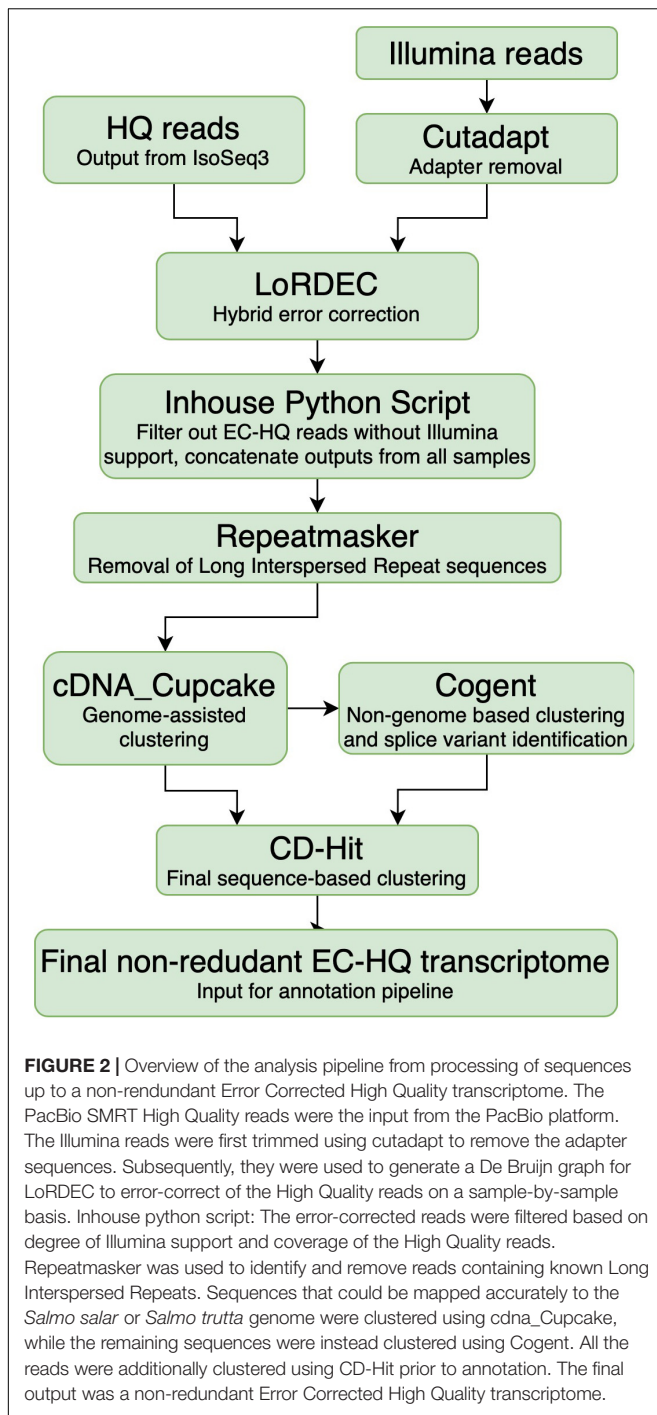 Illumina reads
HQ reads
Output from IsoSeq3
Cutadapt
Adapter removal
LoRDEC
Hybrid error correction
Inhouse Python Script
Filter out EC-HQ reads without Illumina
support, concatenate outputs from all samples
Repeatmasker
Removal of Long Interspersed Repeat sequences
cDNA_Cupcake
Genome-assisted
clustering
Cogent
Non-genome based clustering
and splice variant identification
CD-Hit
Final sequence-based clustering
Final non-redudant EC-HQ transcriptome
Input for annotation pipeline
FIGURE 2 | Overview of the analysis pipeline from processing of sequences
up to a non-rendundant Error Corrected High Quality transcriptome. The
PacBio SMRT High Quality reads were the input from the PacBio platform.
The Illumina reads were first trimmed using cutadapt to remove the adapter
sequences. Subsequently, they were used to generate a De Bruijn graph for
LoRDEC to error-correct of the High Quality reads on a sample-by-sample
basis. Inhouse python script: The error-corrected reads were filtered based on
degree of Illumina support and coverage of the High Quality reads.
Repeatmasker was used to identify and remove reads containing known Long
Interspersed Repeats. Sequences that could be mapped accurately to the
Salmo salar or Salmo trutta genome were clustered using cdna_Cupcake,
while the remaining sequences were instead clustered using Cogent. All the
reads were additionally clustered using CD-Hit prior to annotation. The final
output was a non-redundant Error Corrected High Quality transcriptome.